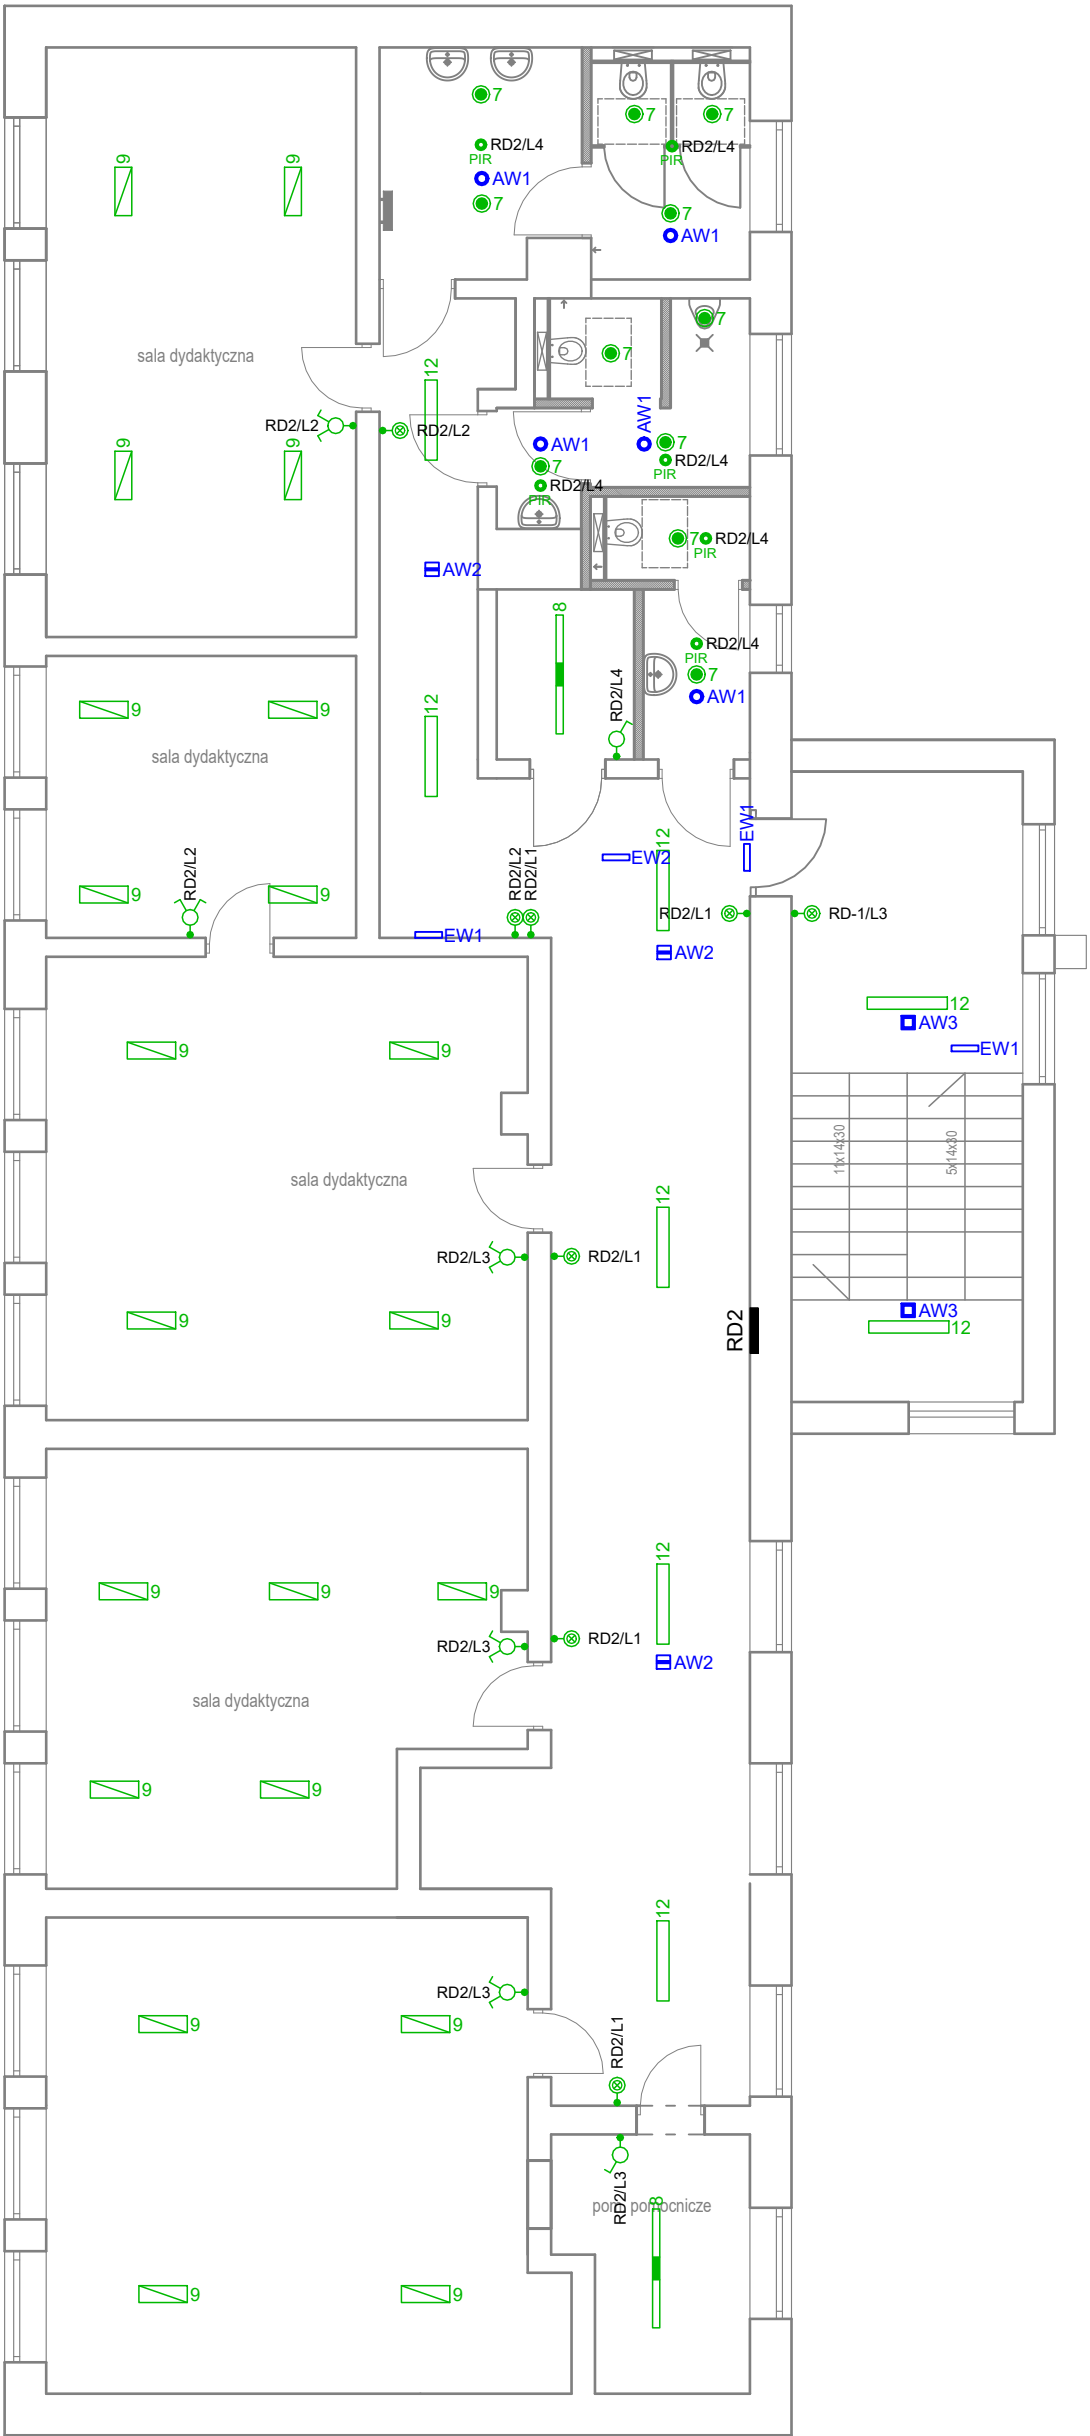 7
7
7
RD2/L4
PIR
RD2/L4
PIR
9
9
AW1
7
7
AW1
7
sala dydaktyczna
7
12
RD2/L2
RD2/L2
AW1
AW1
7
RD2/L4
PIR
9
9
7
RD2/L4
PIR
7
RD2/L4
PIR
AW2
8
RD2/L4
PIR
7
AW1
RD2/L4
12
9
9
sala dydaktyczna
EW1
12
EW2
RD2/L2
RD2/L2
RD2/L1
9
9
RD2/L1
RD-1/L3
EW1
AW2
12
AW3
EW1
9
9
11x14x30
5x14x30
sala dydaktyczna
12
RD2/L3
RD2/L1
AW3
12
RD2
9
9
12
9
9
9
RD2/L3
RD2/L1
AW2
sala dydaktyczna
9
9
12
RD2/L3
9
9
RD2/L1
RD2/L3
pom. pomocnicze
8
9
9